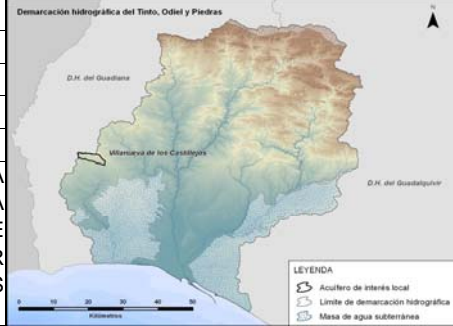 Demarcación hidrográfica del Tinto, Odiel y Piedras
N
D.H. del Guadiana
Villanueva de los Castillejos
D.H. del Guadalquivir
LEYENDA
Acuífero de interés local
Límite de demarcación hidrográfica
Masa de agua subterránea
0 10 20 30 40 50
Kilómetros
A
A
E
R
S